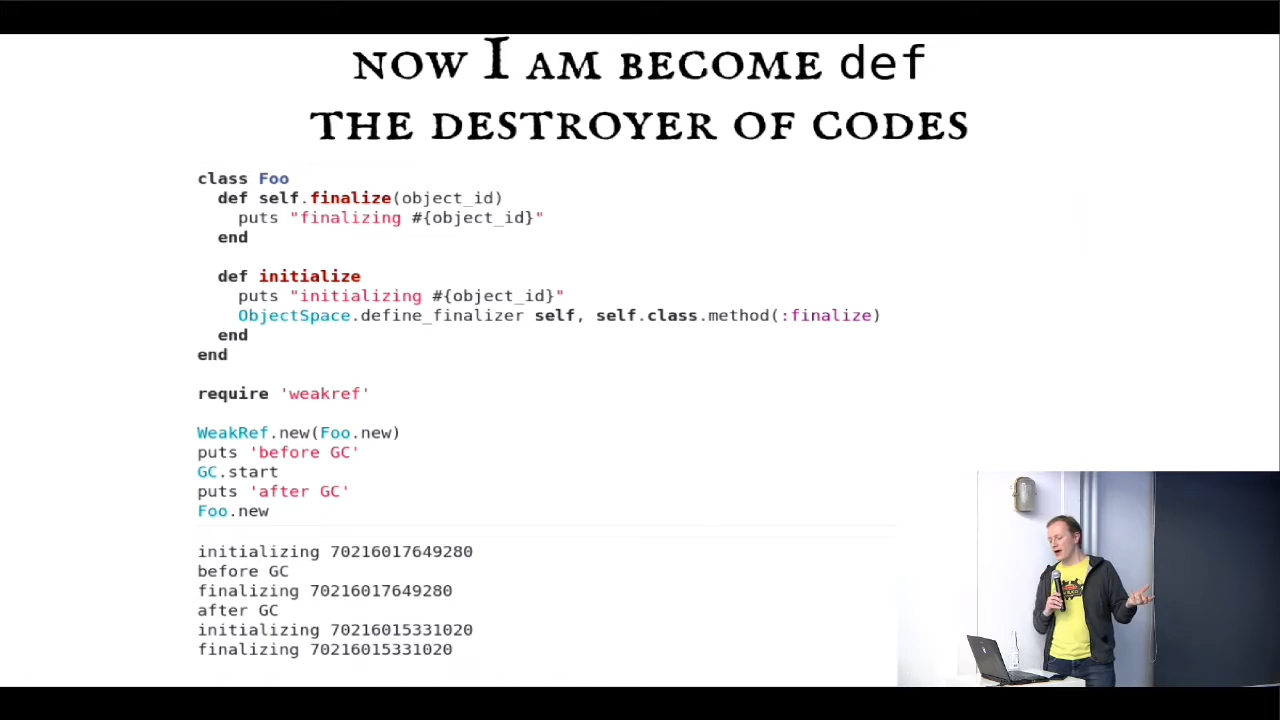 NOW I AM BECOME def
THE DESTROYER OF CODES
class Foo
  def self.finalize(object_id)
    puts "finalizing #{object_id}"
  end

  def initialize
    puts "initializing #{object_id}"
    ObjectSpace.define_finalizer self, self.class.method(:finalize)
  end
end

require 'weakref'

WeakRef.new(Foo.new)
puts 'before GC'
GC.start
puts 'after GC'
Foo.new
initializing 70216017649280
before GC
finalizing 70216017649280
after GC
initializing 70216015331020
finalizing 70216015331020